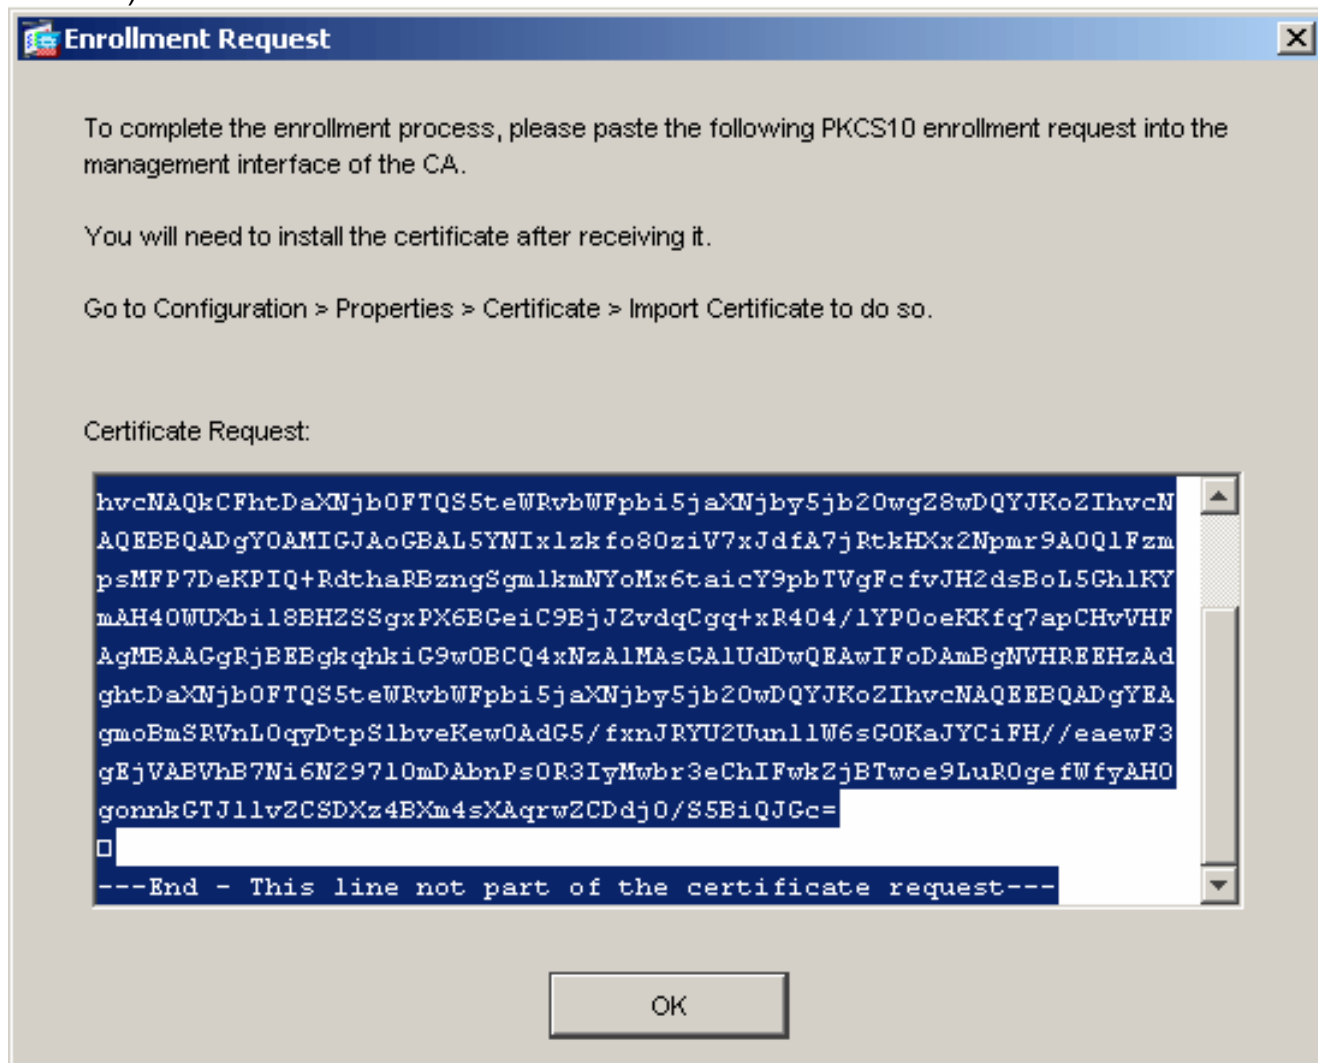 )
Enrollment Request
To complete the enrollment process, please paste the following PKCS10 enrollment request into the
management interface of the CA.
You will need to install the certificate after receiving it.
Go to Configuration > Properties > Certificate > Import Certificate to do so.
Certificate Request:
hvcNAQkCFhtDaXNjb0FTQS5teWRvbWFpbi5jaXNjby5jb20wgZ8wDQYJKoZIhvcN
AQEBBQADgY0AMIGJAoGBAL5YNIxlzkfo80ziV7xJdfA7jRtkHXx2Npmr9A0QlFzm
psMFP7DeKPIQ+RdthaRBzngSgmlkmNYoMx6taicY9pbTVgFcfvJH2dsBoL5GhlKY
mAH40WUXbil8BHZSSgxPX6BGeiC9BjJZvdqCgq+xR404/lYP0oeKKfq7apCHvVHF
AgMBAAGgRjBEBgkqhkiG9w0BCQ4xNzA1MAsGA1UdDwQEAwIFoDAmBgNVHREEHzAd
ghtDaXNjb0FTQS5teWRvbWFpbi5jaXNjby5jb20wDQYJKoZIhvcNAQEEBQADgYEA
gmoBmSRVnL0qyDtpSlbveKew0AdG5/fxnJRYU2UunllW6sG0KaJYCiFH//eaewF3
gEjVABVhB7Ni6N297l0mDAbnPs0R3IyMwbr3eChIFwkZjBTwoe9LuR0gefWfyAH0
gonnkGTJllvZCSDXz4BXm4sXAqrwZCDdj0/S5BiQJGc=
---End - This line not part of the certificate request---
OK